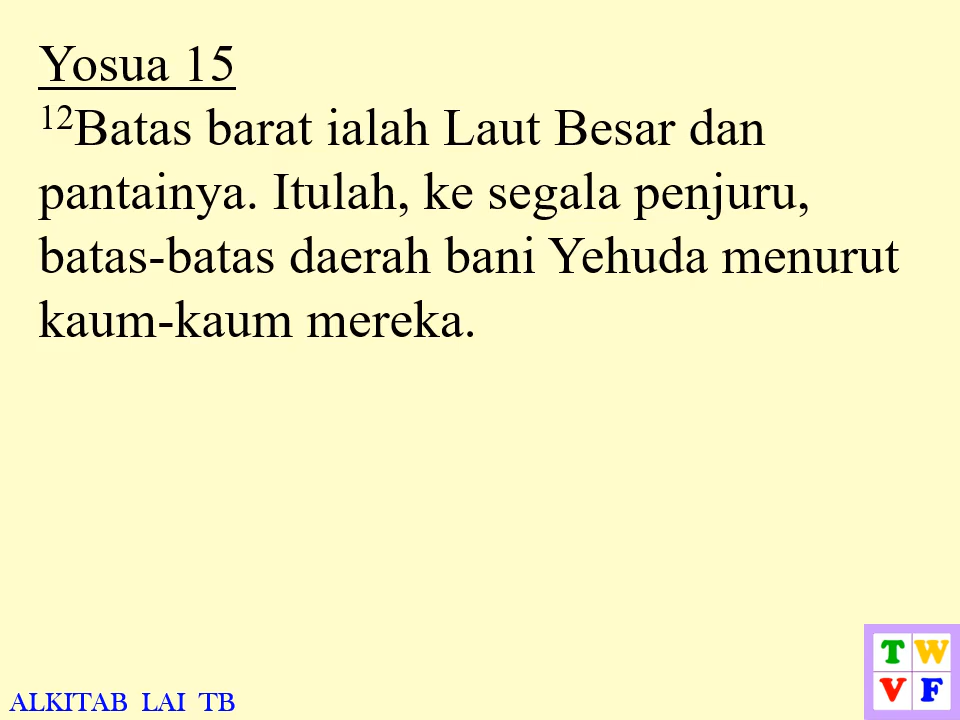 Yosua 15
12Batas barat ialah Laut Besar dan
pantainya. Itulah, ke segala penjuru,
batas-batas daerah bani Yehuda menurut
kaum-kaum mereka.
T W
V F
ALKITAB LAI TB